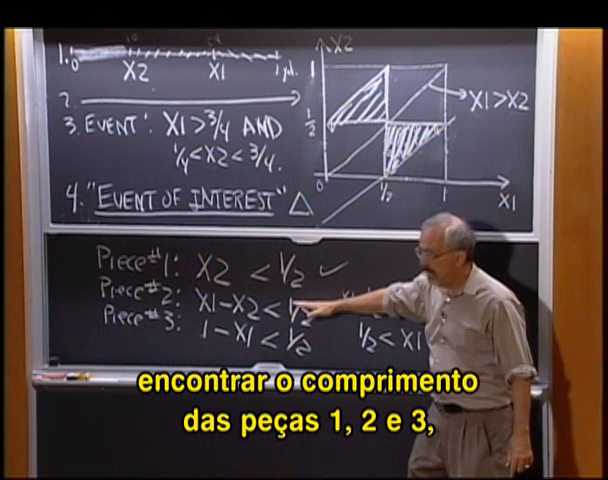 1.
0
X2
X1
2.
3. EVENT: X1 > 3/4 AND
1/4 < X2 < 3/4.
4. "EVENT OF INTEREST" △
X2
1
1/2
0
1/2
1
X1
X1 > X2
Piece #1: X2 < 1/2 ✓
Piece #2: X1 - X2 < 1/2
Piece #3: 1 - X1 < 1/2
1/2 < X1
encontrar o comprimento
das peças 1, 2 e 3,